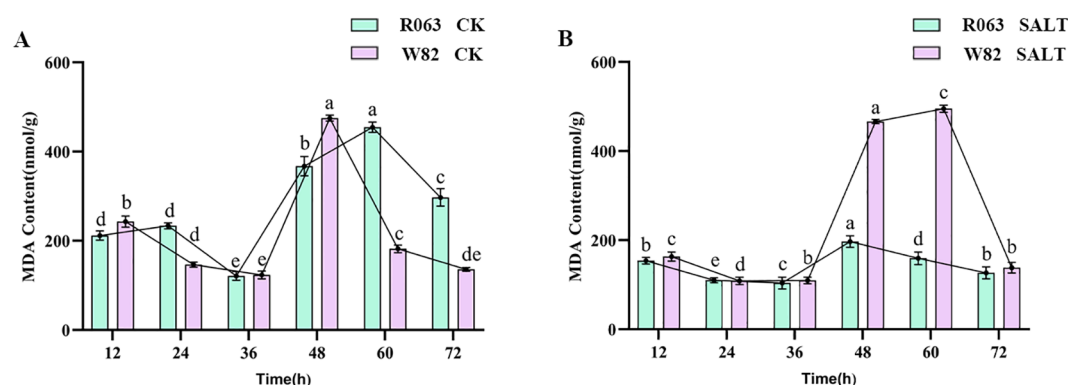 A
R063 CK
W82 CK
MDA Content(nmol/g)
600
400
200
0
d b d d e e b a a c c de
12 24 36 48 60 72
Time(h)
B
R063 SALT
W82 SALT
MDA Content(nmol/g)
600
400
200
0
b c e d c b a a d c b b
12 24 36 48 60 72
Time(h)